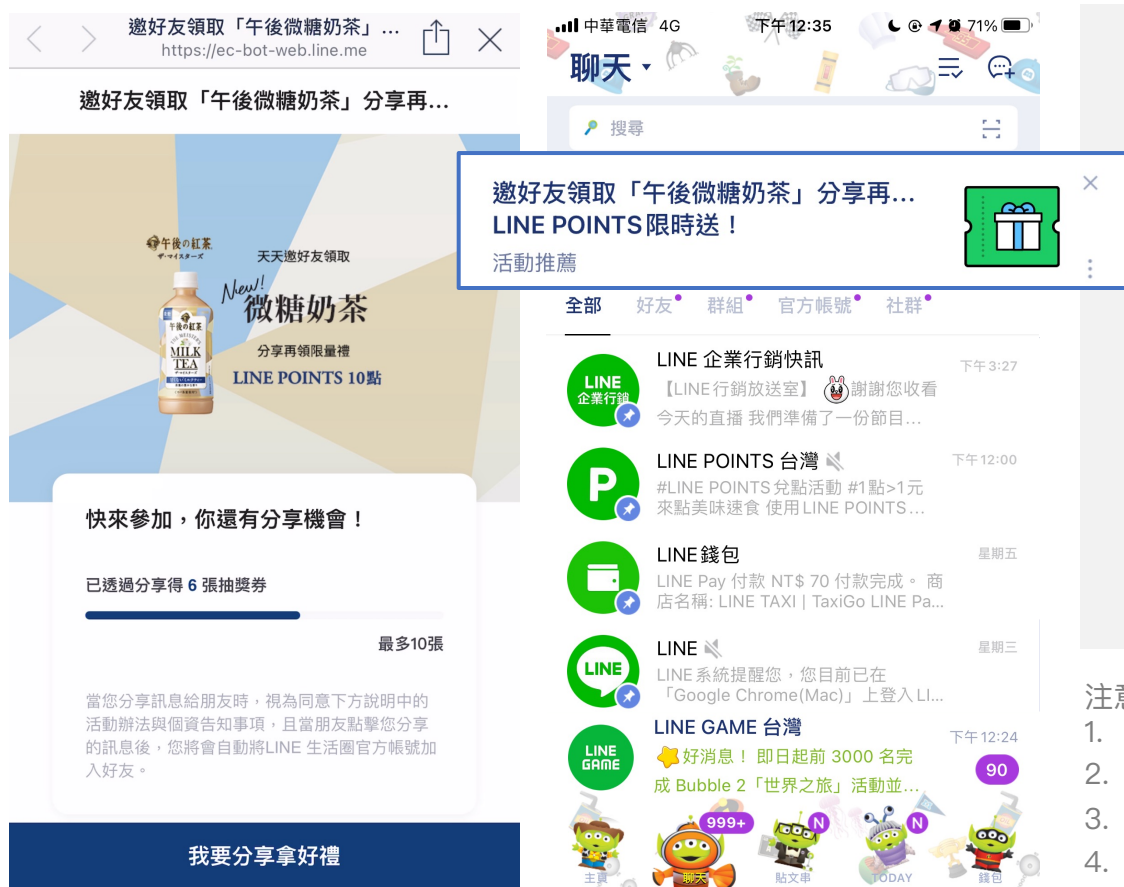 邀好友領取「午後微糖奶茶」...
https://ec-bot-web.line.me
邀好友領取「午後微糖奶茶」分享再...
午後の紅茶
ザ・マイスターズ
天天邀好友領取
New!
微糖奶茶
分享再領限量禮
LINE POINTS 10點
午後の紅茶
MILK
TEA
快來參加，你還有分享機會！
已透過分享得 6 張抽獎券
最多10張
當您分享訊息給朋友時，視為同意下方說明中的
活動辦法與個資告知事項，且當朋友點擊您分享
的訊息後，您將會自動將LINE 生活圈官方帳號加
入好友。
我要分享拿好禮
中華電信 4G 下午12:35 71%
聊天
搜尋
邀好友領取「午後微糖奶茶」分享再...
LINE POINTS限時送！
活動推薦
全部 好友 群組 官方帳號 社群
LINE
企業行銷
LINE 企業行銷快訊 下午3:27
【LINE行銷放送室】 謝謝您收看
今天的直播 我們準備了一份節目...
P
LINE POINTS 台灣 下午12:00
#LINE POINTS兌點活動 #1點>1元
來點美味速食 使用LINE POINTS...
LINE錢包 星期五
LINE Pay 付款 NT$ 70 付款完成。 商
店名稱: LINE TAXI | TaxiGo LINE Pa...
LINE
LINE 星期三
LINE系統提醒您，您目前已在
「Google Chrome(Mac)」上登入LI...
LINE
GAME
LINE GAME 台灣 下午12:24
好消息！ 即日起前 3000 名完
成 Bubble 2「世界之旅」活動並...
90
999+ N N
主頁 聊天 貼文串 TODAY 錢包
注意
1.
2.
3.
4.